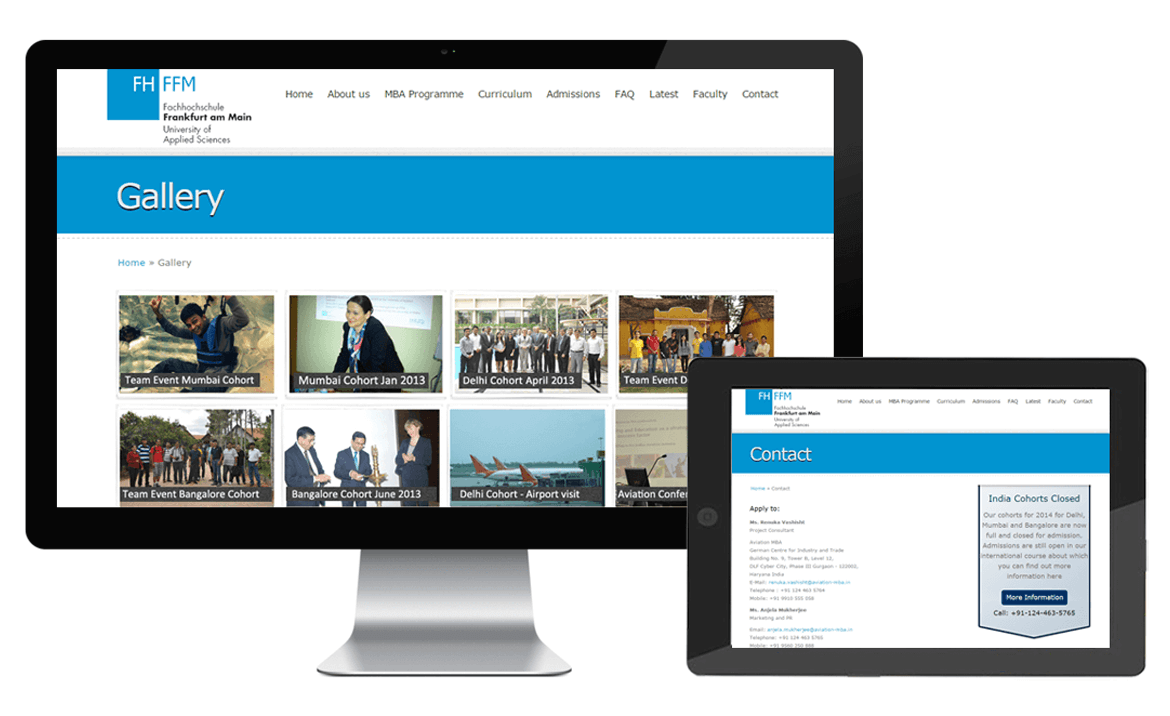 FH FFM
Fachhochschule
Frankfurt am Main
University of
Applied Sciences
Home About us MBA Programme Curriculum Admissions FAQ Latest Faculty Contact
Gallery
Home » Gallery
Team Event Mumbai Cohort
Mumbai Cohort Jan 2013
Delhi Cohort April 2013
Team Event D
Team Event Bangalore Cohort
Bangalore Cohort June 2013
Delhi Cohort - Airport visit
Aviation Confe
FH FFM
Fachhochschule
Frankfurt am Main
University of
Applied Sciences
Home About us MBA Programme Curriculum Admissions FAQ Latest Faculty Contact
Contact
Home » Contact
Apply to:
Ms. Renuka Vashisht
Project Consultant
Aviation MBA
German Centre for Industry and Trade
Building No. 9, Tower B, Level 12,
DLF Cyber City, Phase III Gurgaon - 122002,
Haryana India
E Mail: renuka.vashisht@aviation-mba.in
Telephone : +91 124 463 5764
Mobile: +91 9915 555 358
Ms. Anjela Mukherjee
Marketing and PR
Email: anjela.mukherjee@aviation-mba.in
Telephone: +91 124 463 5765
Mobile: +91 9560 250 888
India Cohorts Closed
Our cohorts for 2014 for Delhi,
Mumbai and Bangalore are now
full and closed for admission.
Admissions are still open in our
international course about which
you can find out more
information here
More Information
Call: +91-124-463-5765